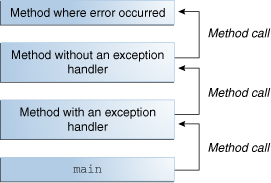 Method where error occurred
Method call
Method without an exception
handler
Method call
Method with an exception
handler
Method call
main